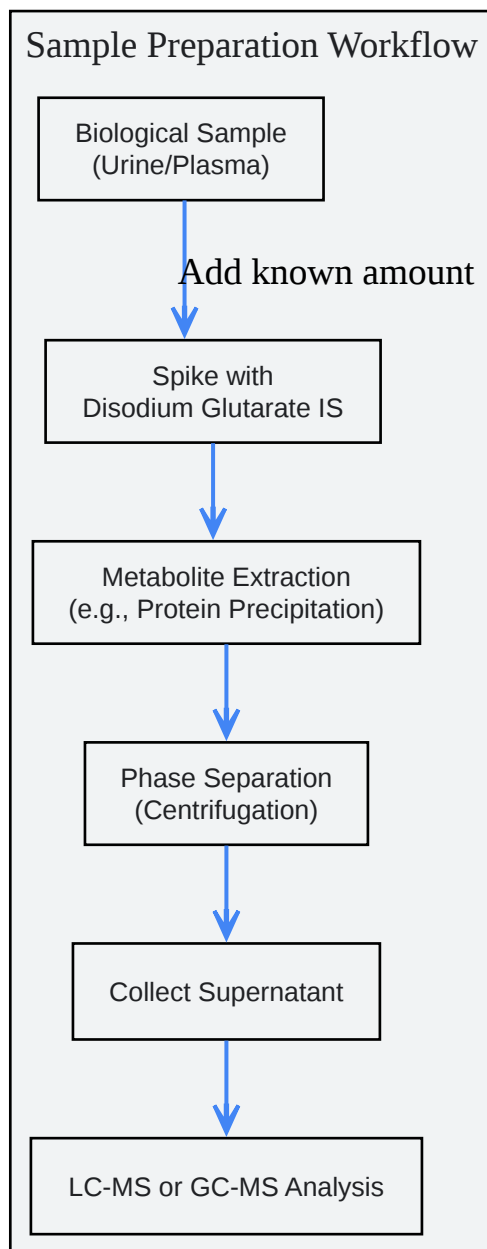 Sample Preparation Workflow
Biological Sample
(Urine/Plasma)
Add known amount
Spike with
Disodium Glutarate IS
Metabolite Extraction
(e.g., Protein Precipitation)
Phase Separation
(Centrifugation)
Collect Supernatant
LC-MS or GC-MS Analysis